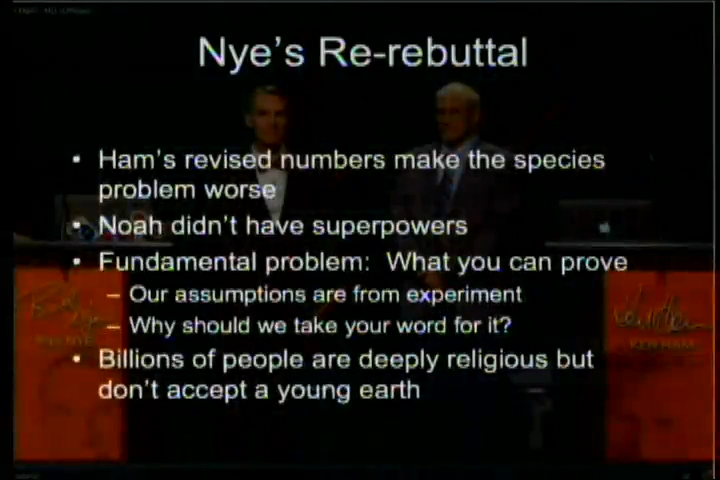 Nye's Re-rebuttal
• Ham's revised numbers make the species
problem worse
• Noah didn't have superpowers
• Fundamental problem: What you can prove
– Our assumptions are from experiment
– Why should we take your word for it?
• Billions of people are deeply religious but
don't accept a young earth
KEN HAM